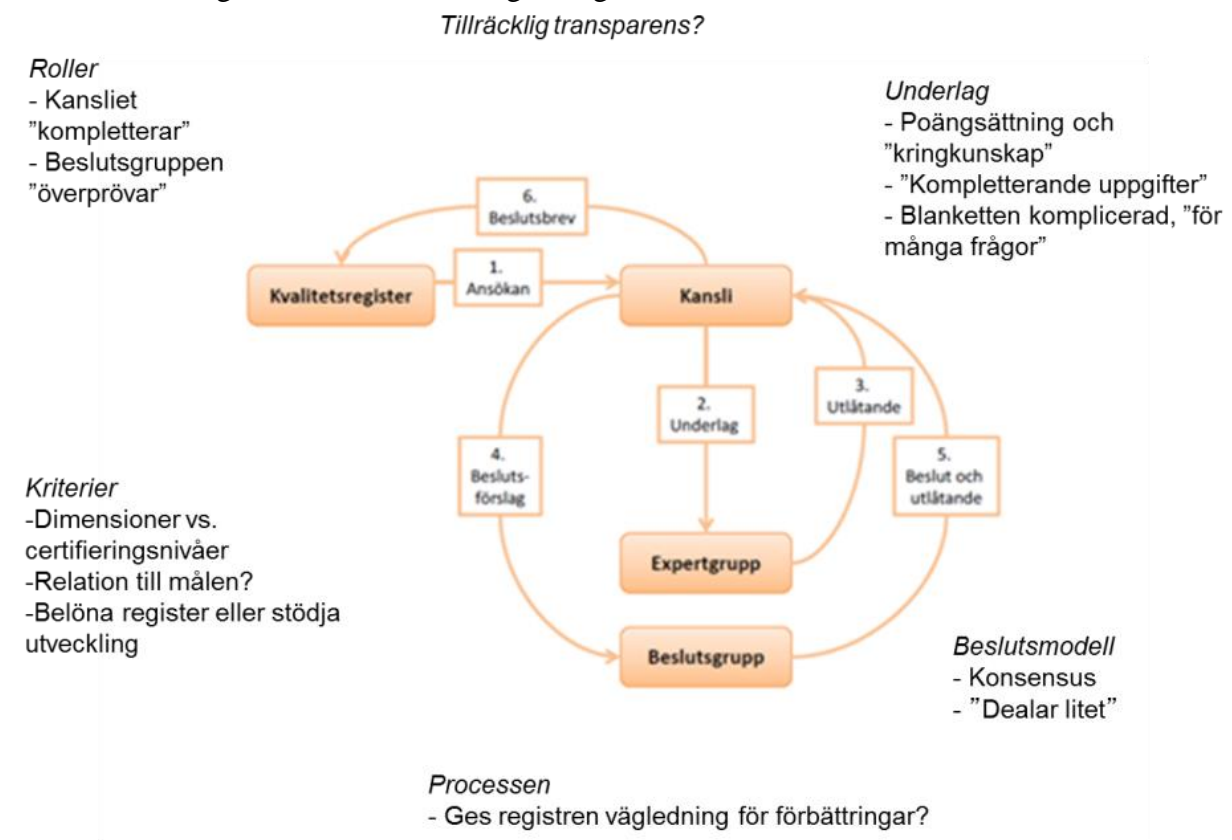 Tillräcklig transparens?
Roller
- Kansliet
”kompletterar”
- Beslutsgruppen
”överprövar”
Underlag
- Poängsättning och
”kringkunskap”
- ”Kompletterande uppgifter”
- Blanketten komplicerad, ”för
många frågor”
6.
Beslutsbrev
Kvalitetsregister
1.
Ansökan
Kansli
2.
Underlag
3.
Utlåtande
4.
Besluts-
förslag
5.
Beslut och
utlåtande
Kriterier
-Dimensioner vs.
certifieringsnivåer
-Relation till målen?
-Belöna register eller stödja
utveckling
Expertgrupp
Beslutsgrupp
Beslutsmodell
- Konsensus
- ”Dealar litet”
Processen
- Ges registren vägledning för förbättringar?